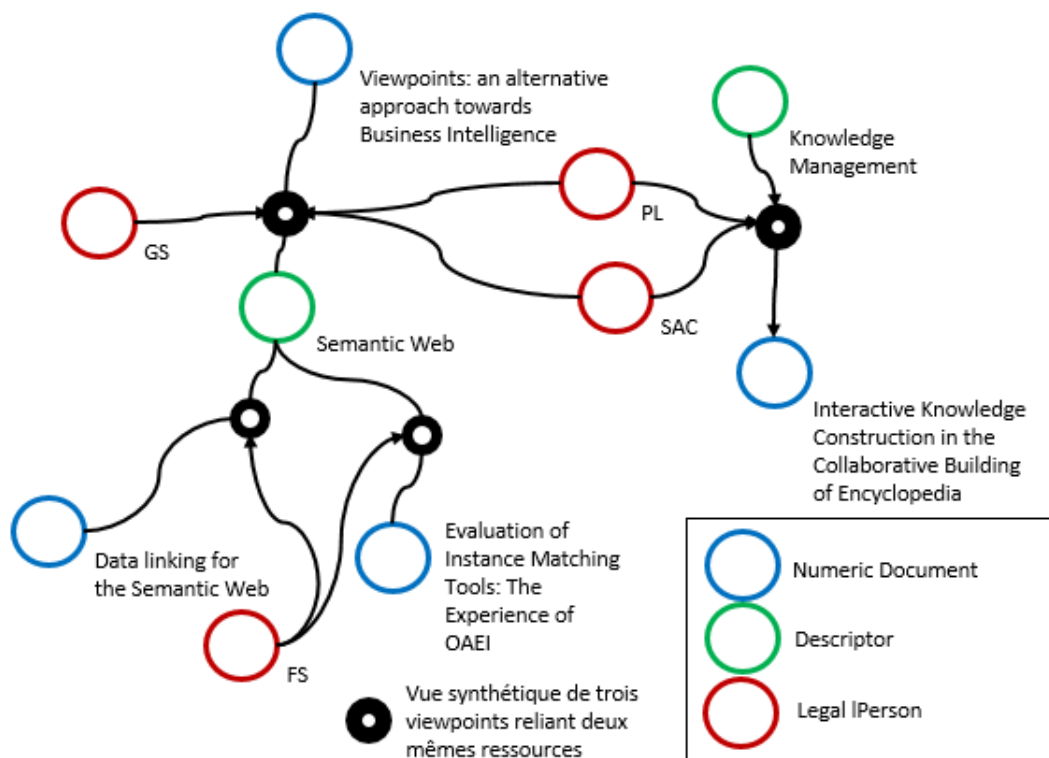 Viewpoints: an alternative
approach towards
Business Intelligence
Knowledge
Management
PL
GS
SAC
Semantic Web
Interactive Knowledge
Construction in the
Collaborative Building
of Encyclopedia
Data linking for
the Semantic Web
Evaluation of
Instance Matching
Tools: The
Experience of
OAEI
FS
Numeric Document
Descriptor
Legal lPerson
Vue synthétique de trois
viewpoints reliant deux
mêmes ressources